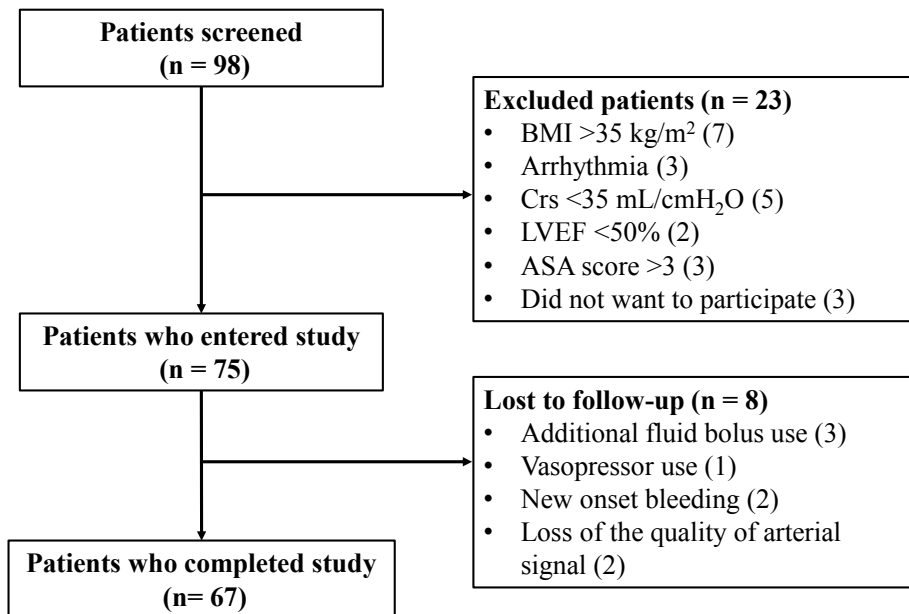 Patients screened
(n = 98)
Excluded patients (n = 23)
• BMI >35 kg/m² (7)
• Arrhythmia (3)
• Crs <35 mL/cmH₂O (5)
• LVEF <50% (2)
• ASA score >3 (3)
• Did not want to participate (3)
Patients who entered study
(n = 75)
Lost to follow-up (n = 8)
• Additional fluid bolus use (3)
• Vasopressor use (1)
• New onset bleeding (2)
• Loss of the quality of arterial
signal (2)
Patients who completed study
(n= 67)